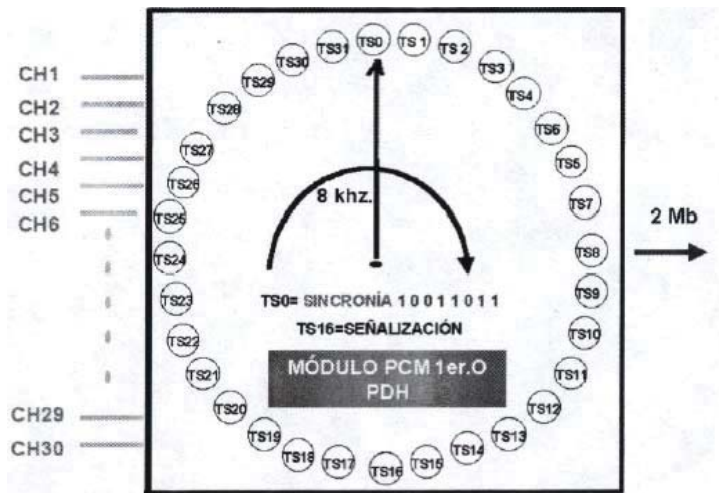 TS0
TS 1
TS 2
TS3
TS4
TS6
TS5
TS7
TS8
TS9
TS10
TS11
TS12
TS13
TS14
TS15
TS16
TS17
TS18
TS19
TS20
TS21
TS22
TS23
TS24
TS25
TS26
TS27
TS28
TS29
TS30
TS31
CH1
CH2
CH3
CH4
CH5
CH6
CH29
CH30
8 khz.
2 Mb
TS0= SINCRONÍA 1 0 0 1 1 0 1 1
TS16=SEÑALIZACIÓN
MÓDULO PCM 1er.O
PDH